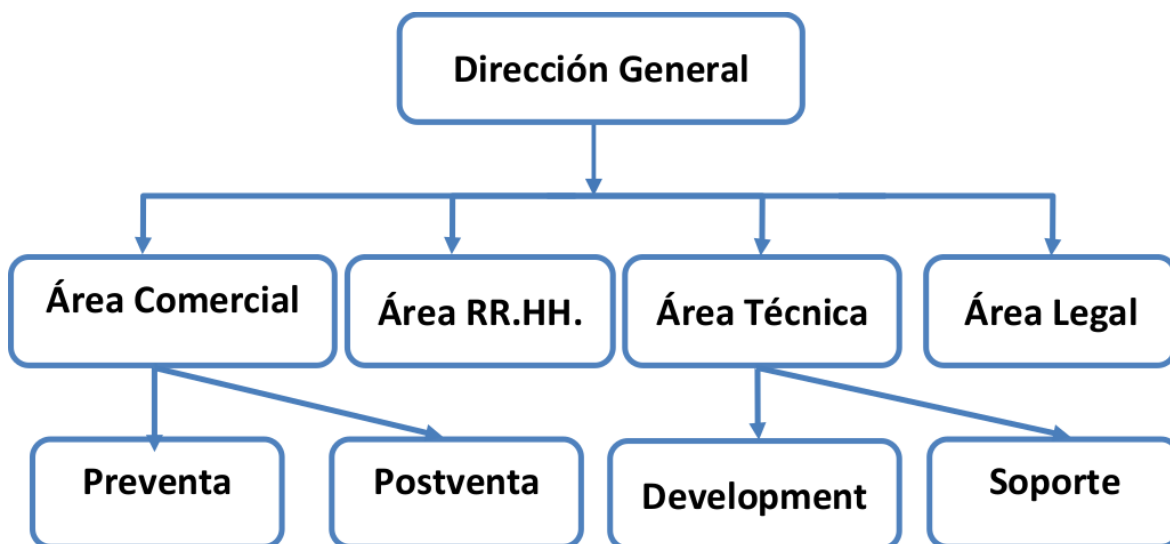 Dirección General
Área Comercial
Área RR.HH.
Área Técnica
Área Legal
Preventa
Postventa
Development
Soporte